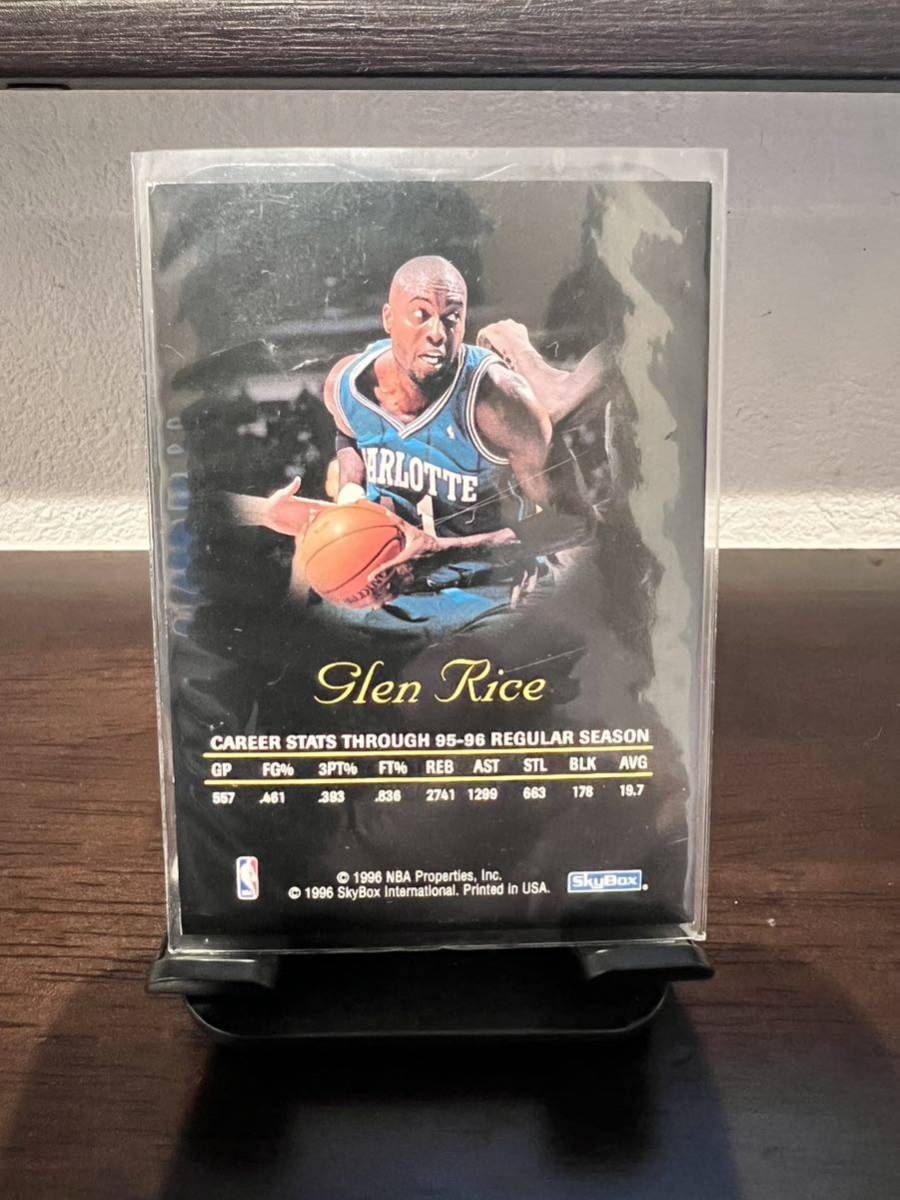 HARLOTTE
Glen Rice
CAREER STATS THROUGH 95-96 REGULAR SEASON
GP FG% 3PT% FT% REB AST STL BLK AVG
557 .461 .393 .836 2741 1299 663 178 19.7
© 1996 NBA Properties, Inc.
© 1996 SkyBox International. Printed in USA.
SkyBox